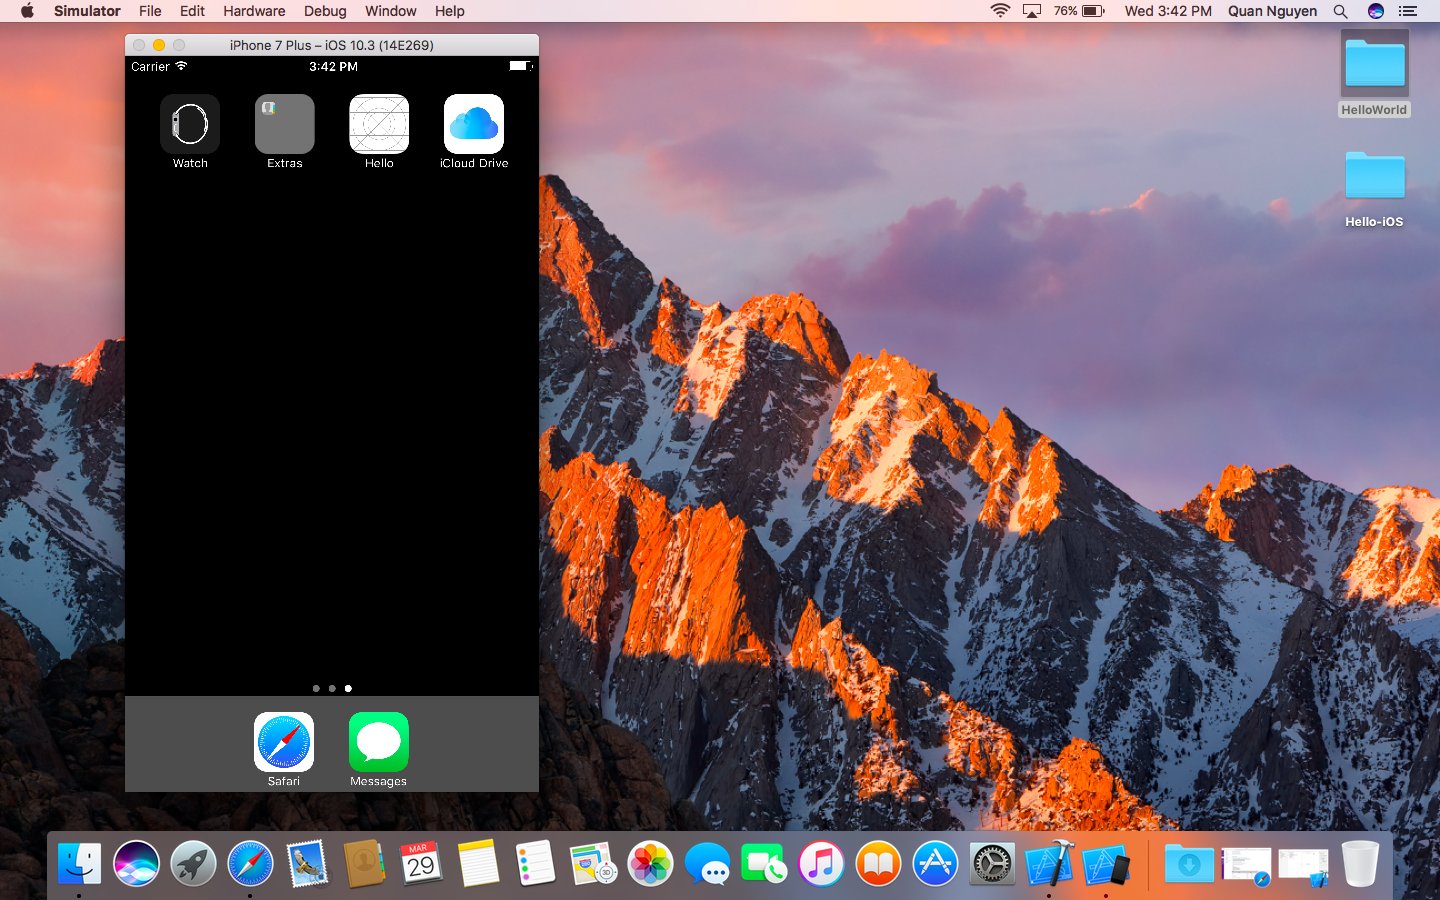 Simulator File Edit Hardware Debug Window Help 76% Wed 3:42 PM Quan Nguyen
iPhone 7 Plus – iOS 10.3 (14E269)
Carrier 3:42 PM
Watch Extras Hello iCloud Drive
Safari Messages
HelloWorld
Hello-iOS
MAR
29
3D